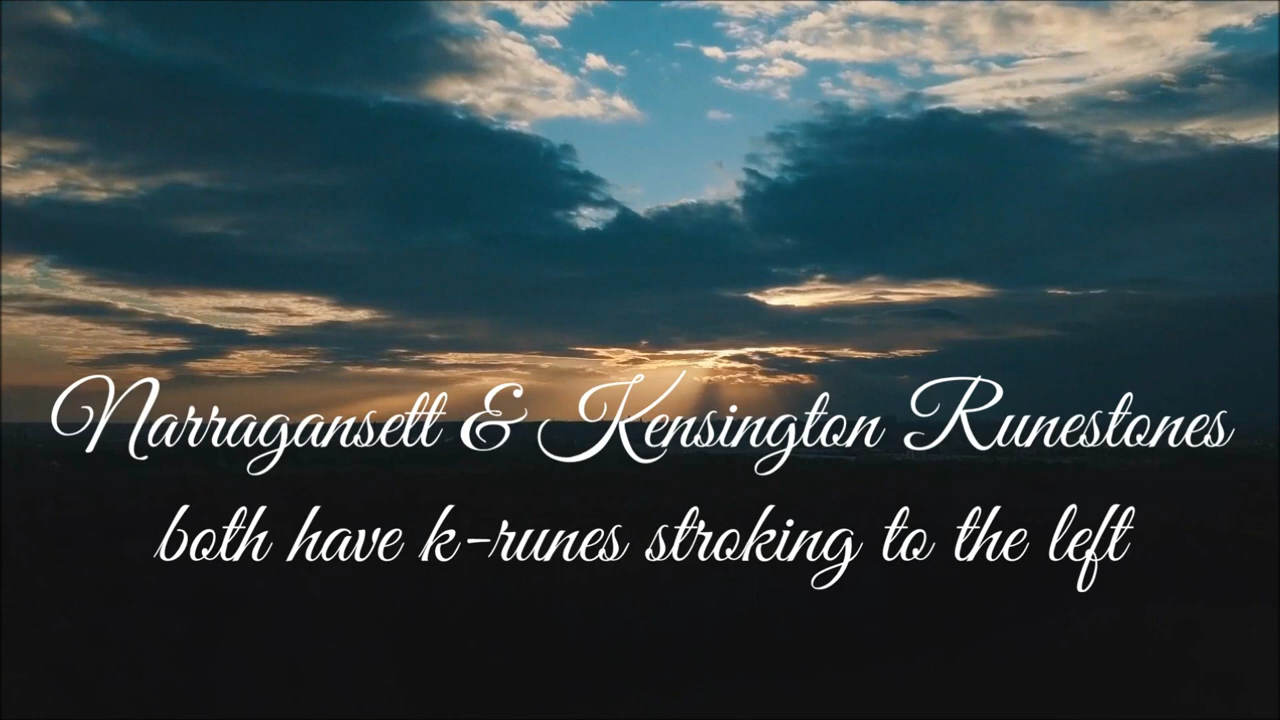 Narragansett & Kensington Runestones
both have k-runes stroking to the left